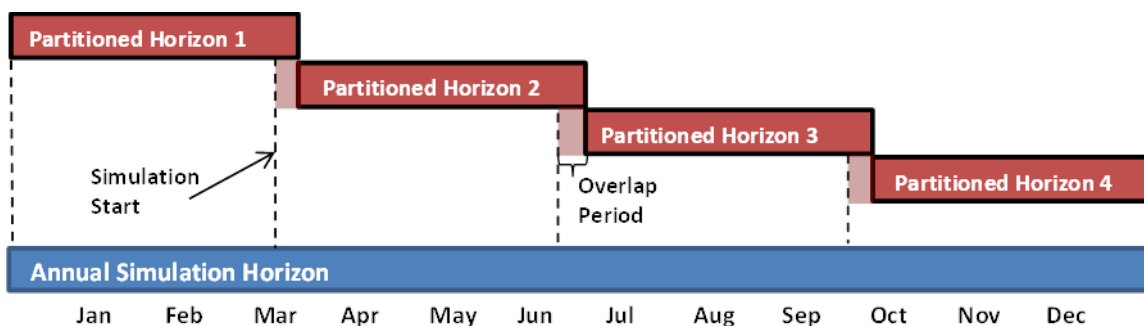 Partitioned Horizon 1
Partitioned Horizon 2
Partitioned Horizon 3
Partitioned Horizon 4
Simulation
Start
Overlap
Period
Annual Simulation Horizon
Jan Feb Mar Apr May Jun Jul Aug Sep Oct Nov Dec